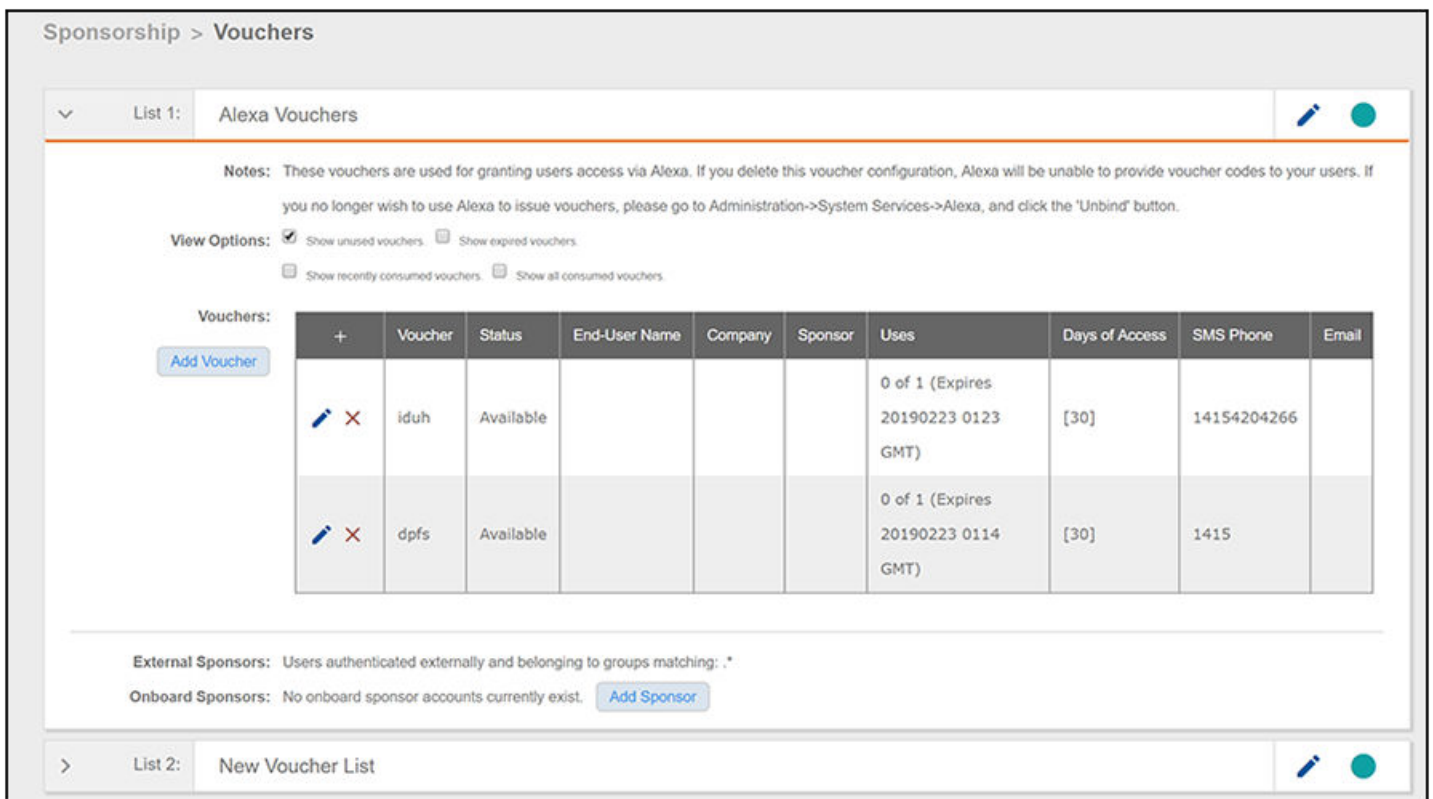 Sponsorship > Vouchers
List 1: Alexa Vouchers
Notes: These vouchers are used for granting users access via Alexa. If you delete this voucher configuration, Alexa will be unable to provide voucher codes to your users. If
you no longer wish to use Alexa to issue vouchers, please go to Administration->System Services->Alexa, and click the 'Unbind' button.
View Options: Show unused vouchers. Show expired vouchers.
Show recently consumed vouchers. Show all consumed vouchers.
Vouchers:
Add Voucher
+ Voucher Status End-User Name Company Sponsor Uses Days of Access SMS Phone Email
iduh Available 0 of 1 (Expires 20190223 0123 GMT) [30] 14154204266
dpfs Available 0 of 1 (Expires 20190223 0114 GMT) [30] 1415
External Sponsors: Users authenticated externally and belonging to groups matching: .*
Onboard Sponsors: No onboard sponsor accounts currently exist. Add Sponsor
List 2: New Voucher List